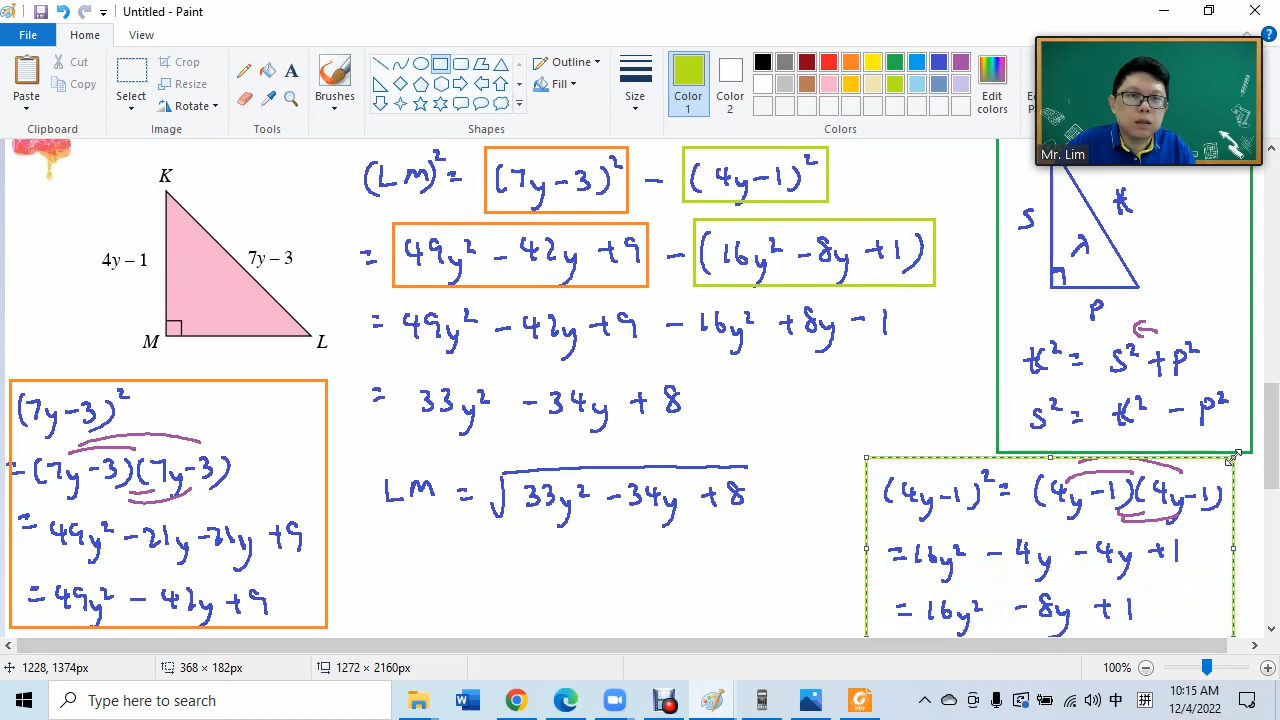 Untitled - Paint
File Home View
Paste Cut Copy Clipboard
Select Crop Resize Rotate Image
Tools
Brushes
Outline Fill Shapes
Size
Color 1 Color 2 Edit colors Colors
Mr. Lim
K
4y – 1
7y – 3
M
L
(LM)² = (7y – 3)² – (4y – 1)²
= 49y² – 42y + 9 – (16y² – 8y + 1)
= 49y² – 42y + 9 – 16y² + 8y – 1
= 33y² – 34y + 8
LM = √33y² – 34y + 8
(7y – 3)²
= (7y – 3)(7y – 3)
= 49y² – 21y – 21y + 9
= 49y² – 42y + 9
S
P
S² = – P²
(4y – 1)² = (4y – 1)(4y – 1)
= 16y² – 4y – 4y + 1
= 16y² – 8y + 1
1228, 1374px 368 × 182px 1272 × 2160px 100%
Type here to search
中 拼 10:15 AM
12/4/2022